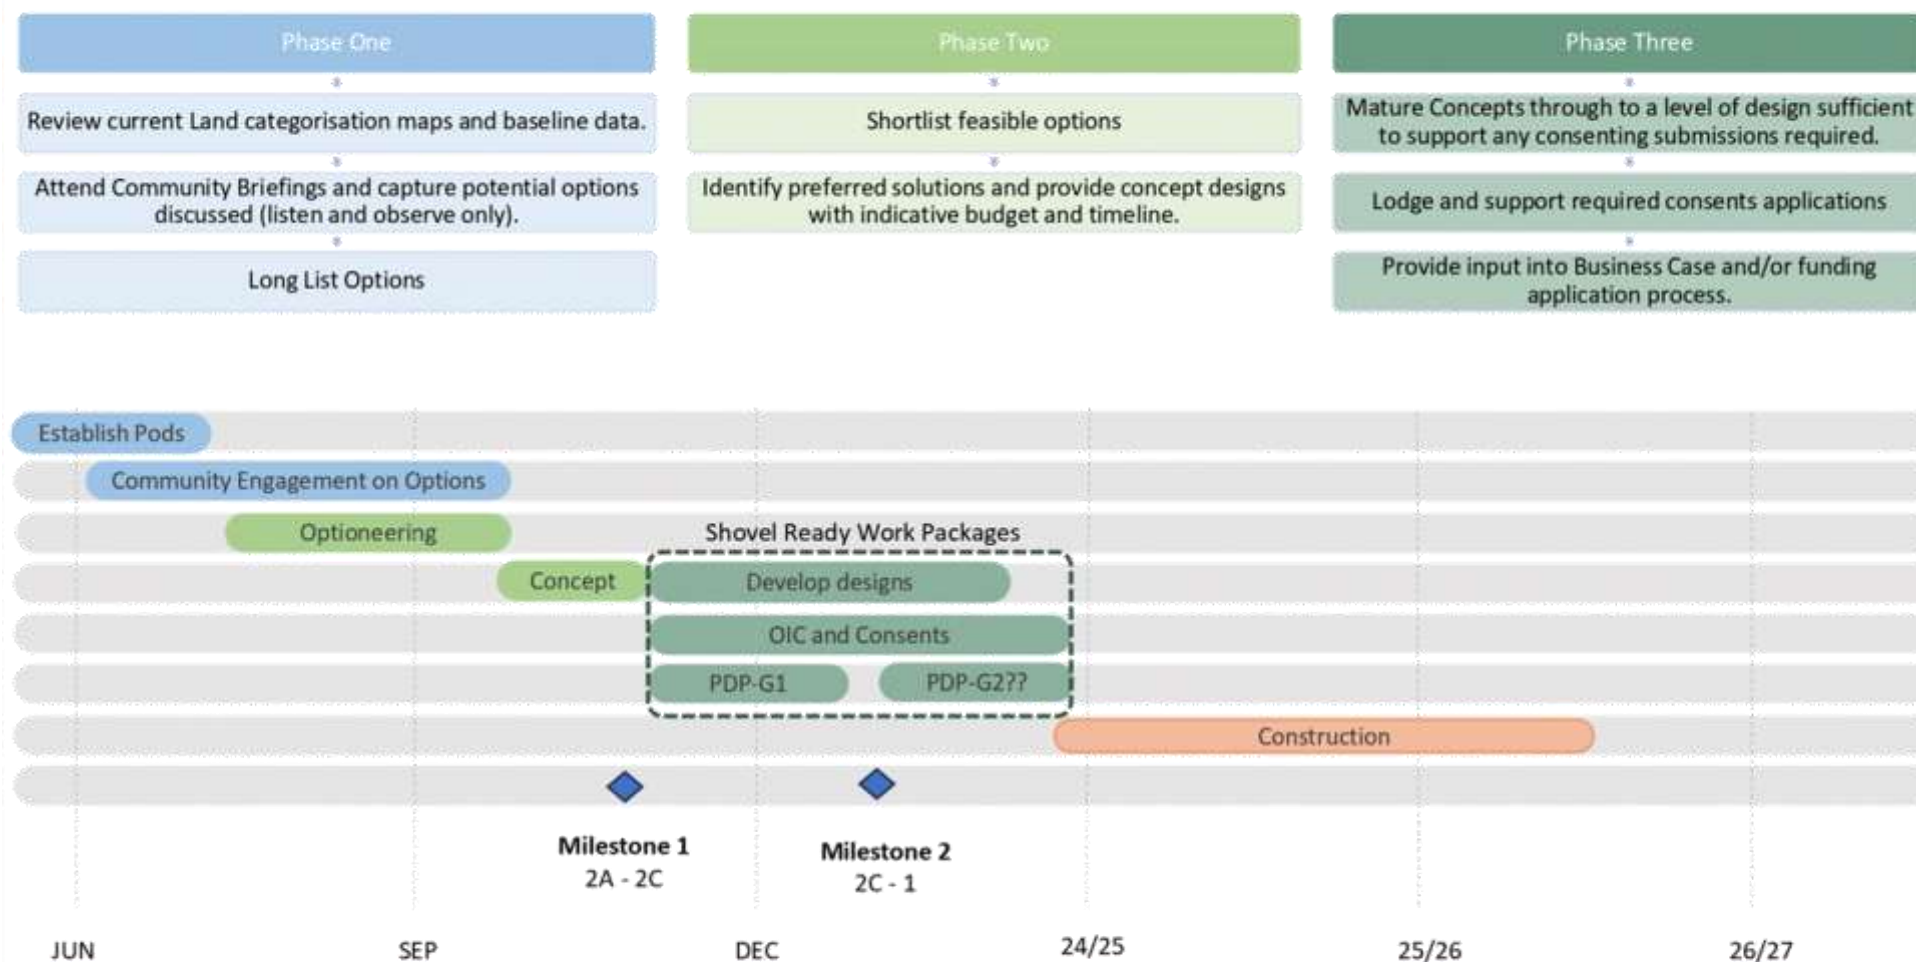 Phase One
Review current Land categorisation maps and baseline data.
Attend Community Briefings and capture potential options
discussed (listen and observe only).
Long List Options
Phase Two
Shortlist feasible options
Identify preferred solutions and provide concept designs
with indicative budget and timeline.
Phase Three
Mature Concepts through to a level of design sufficient
to support any consenting submissions required.
Lodge and support required consents applications
Provide input into Business Case and/or funding
application process.
Establish Pods
Community Engagement on Options
Optioneering
Shovel Ready Work Packages
Concept
Develop designs
OIC and Consents
PDP-G1
PDP-G2??
Construction
Milestone 1
2A - 2C
Milestone 2
2C - 1
JUN
SEP
DEC
24/25
25/26
26/27